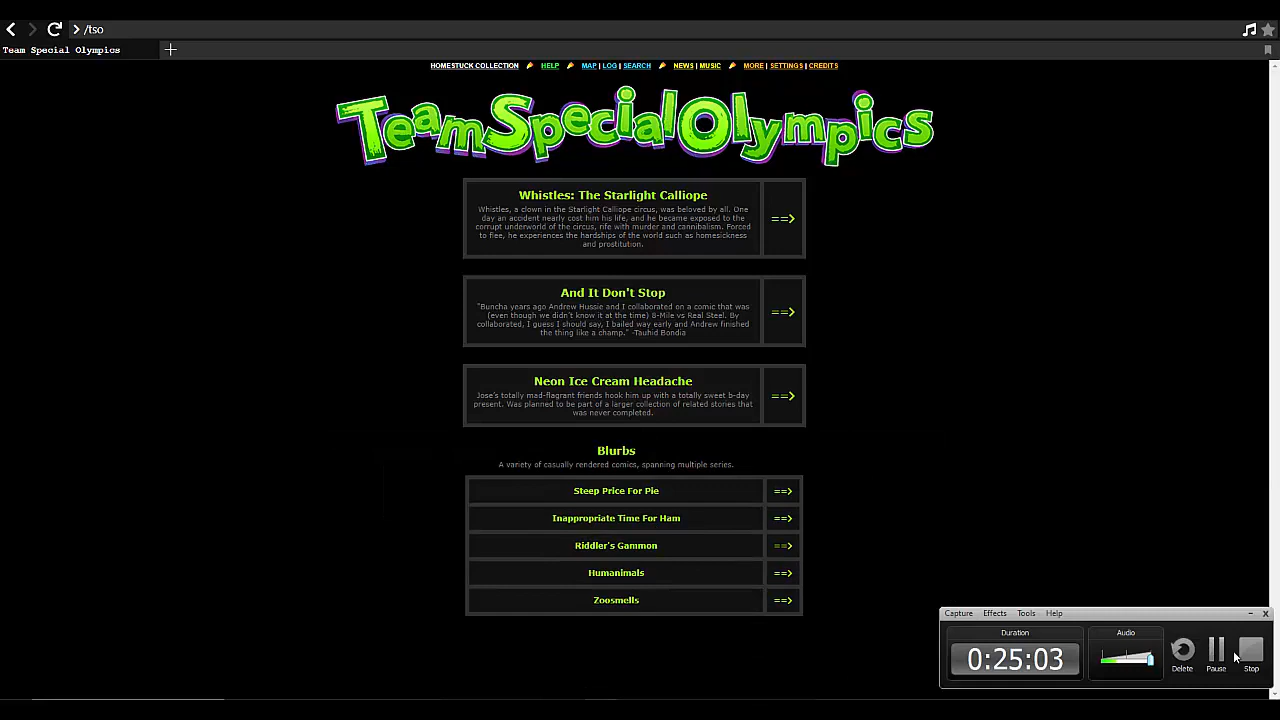 /tso
Team Special Olympics
HOMESTUCK COLLECTION HELP MAP | LOG | SEARCH NEWS | MUSIC MORE | SETTINGS | CREDITS
Team Special Olympics
Whistles: The Starlight Calliope
Whistles, a clown in the Starlight Calliope circus, was beloved by all. One
day an accident nearly cost him his life, and he became exposed to the
corrupt underworld of the circus, rife with murder and cannibalism. Forced
to flee, he experiences the hardships of the world such as homesickness
and prostitution.
==>
And It Don't Stop
"Buncha years ago Andrew Hussie and I collaborated on a comic that was
(even though we didn't know it at the time) 8-Mile vs Real Steel. By
collaborated, I guess I should say, I bailed way early and Andrew finished
the thing like a champ." -Tauhid Bondia
==>
Neon Ice Cream Headache
Jose's totally mad-flagrant friends hook him up with a totally sweet b-day
present. Was planned to be part of a larger collection of related stories that
was never completed.
==>
Blurbs
A variety of casually rendered comics, spanning multiple series.
Steep Price For Pie ==>
Inappropriate Time For Ham ==>
Riddler's Gammon ==>
Humanimals ==>
Zoosmells ==>
Capture Effects Tools Help
Duration
0:25:03
Audio
Delete Pause Stop